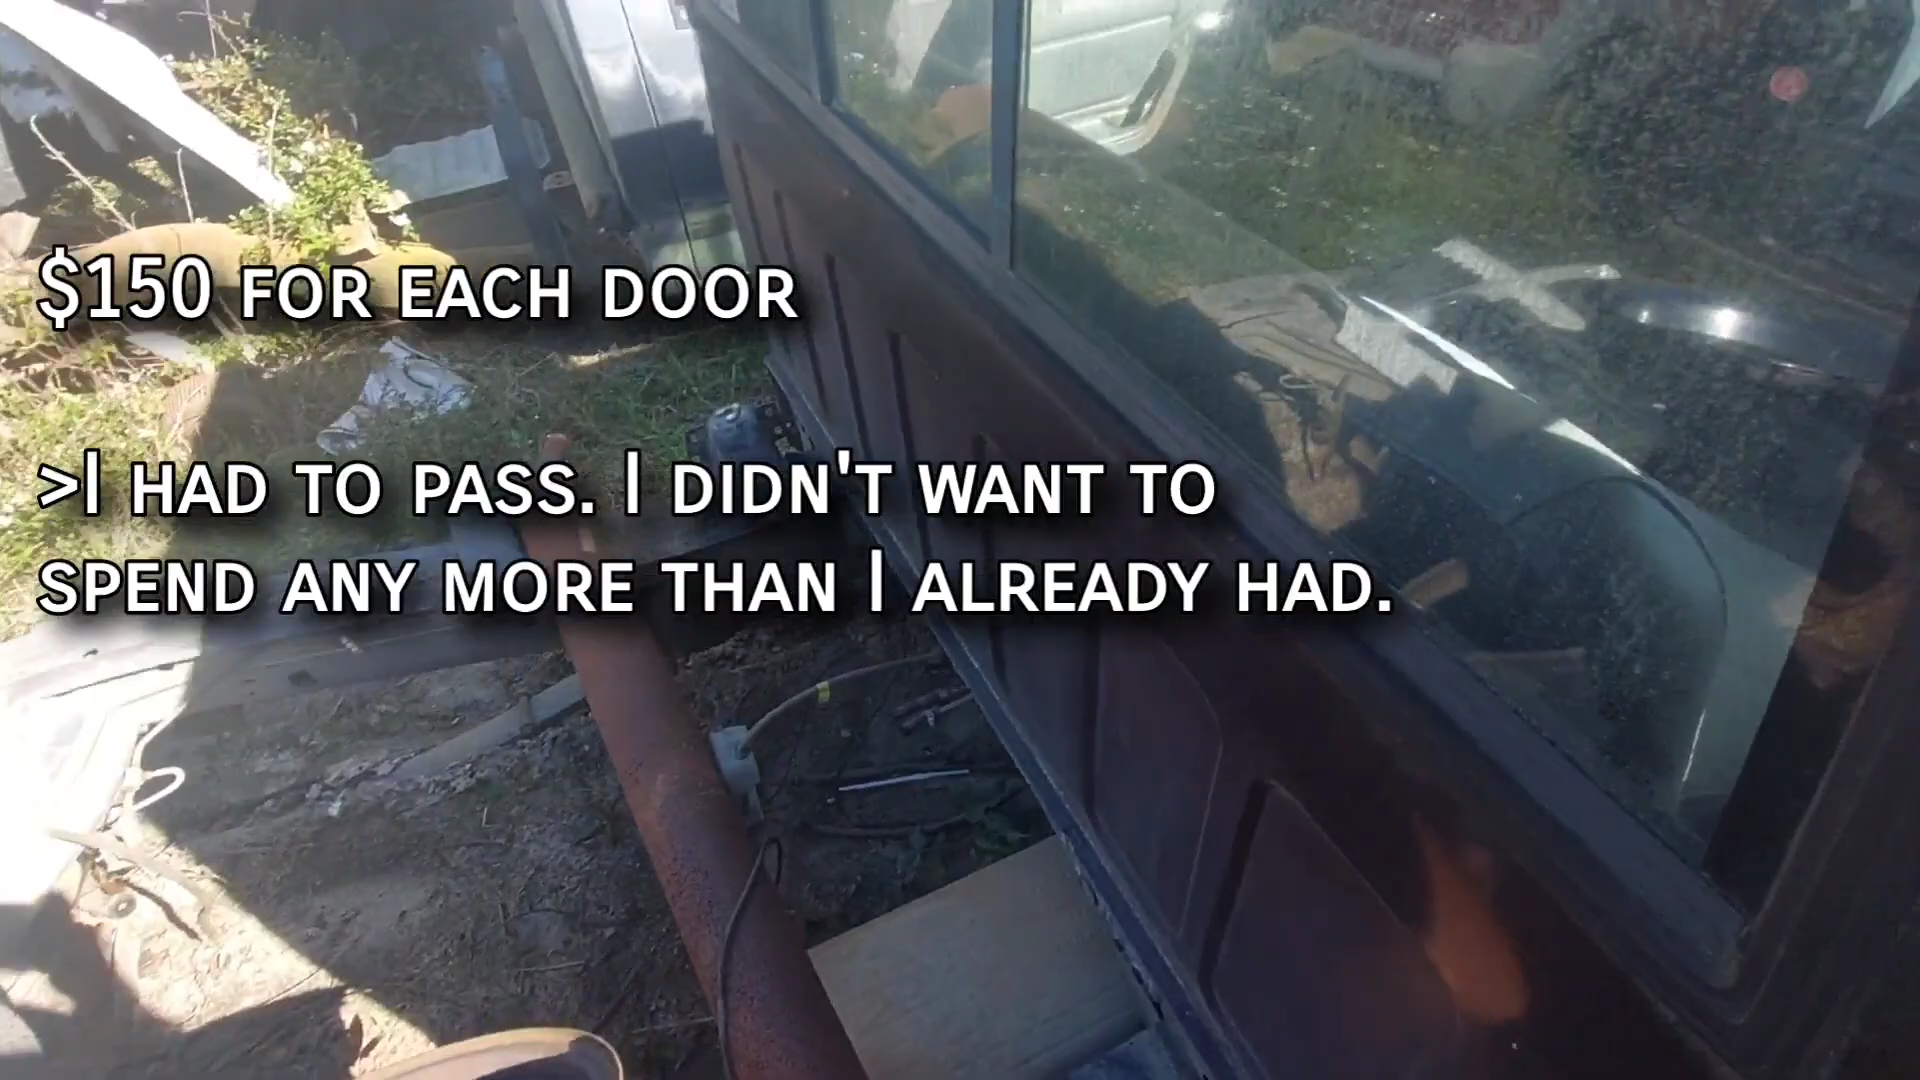 $150 FOR EACH DOOR
>I HAD TO PASS. I DIDN'T WANT TO
SPEND ANY MORE THAN I ALREADY HAD.